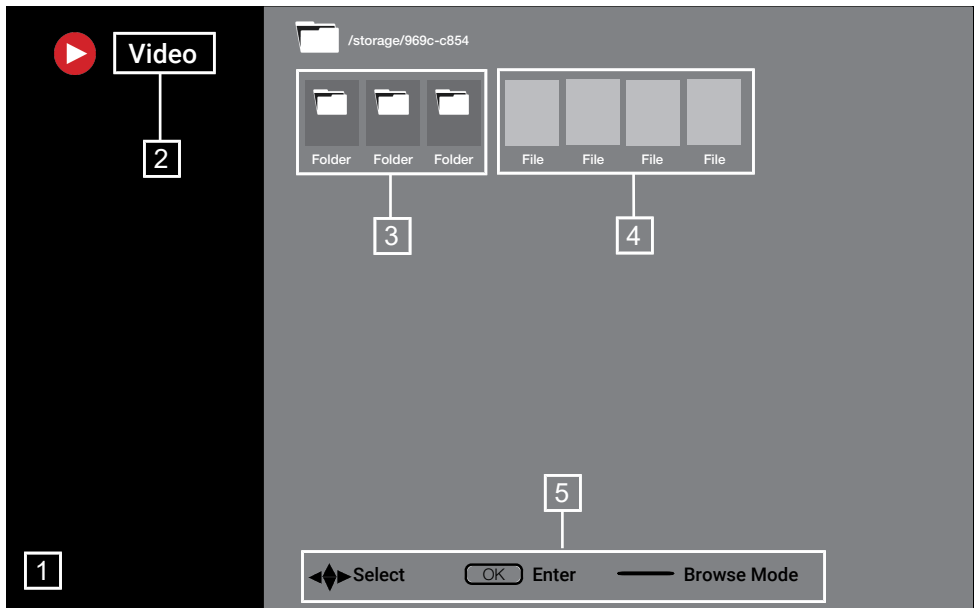 Video
2
/storage/969c-c854
Folder Folder Folder
File File File File
3
4
5
1
Select OK Enter Browse Mode